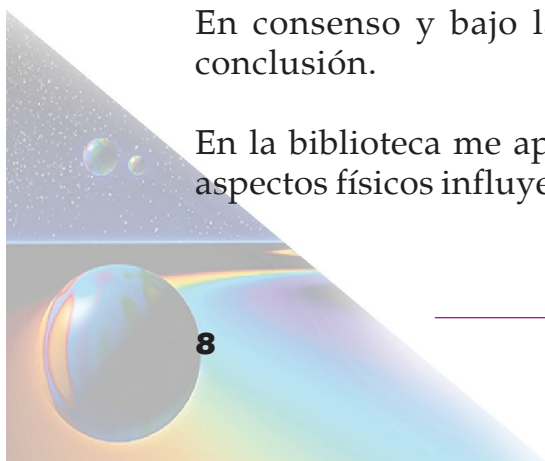 En consenso y bajo l
conclusión.
En la biblioteca me ap
aspectos físicos influye
8